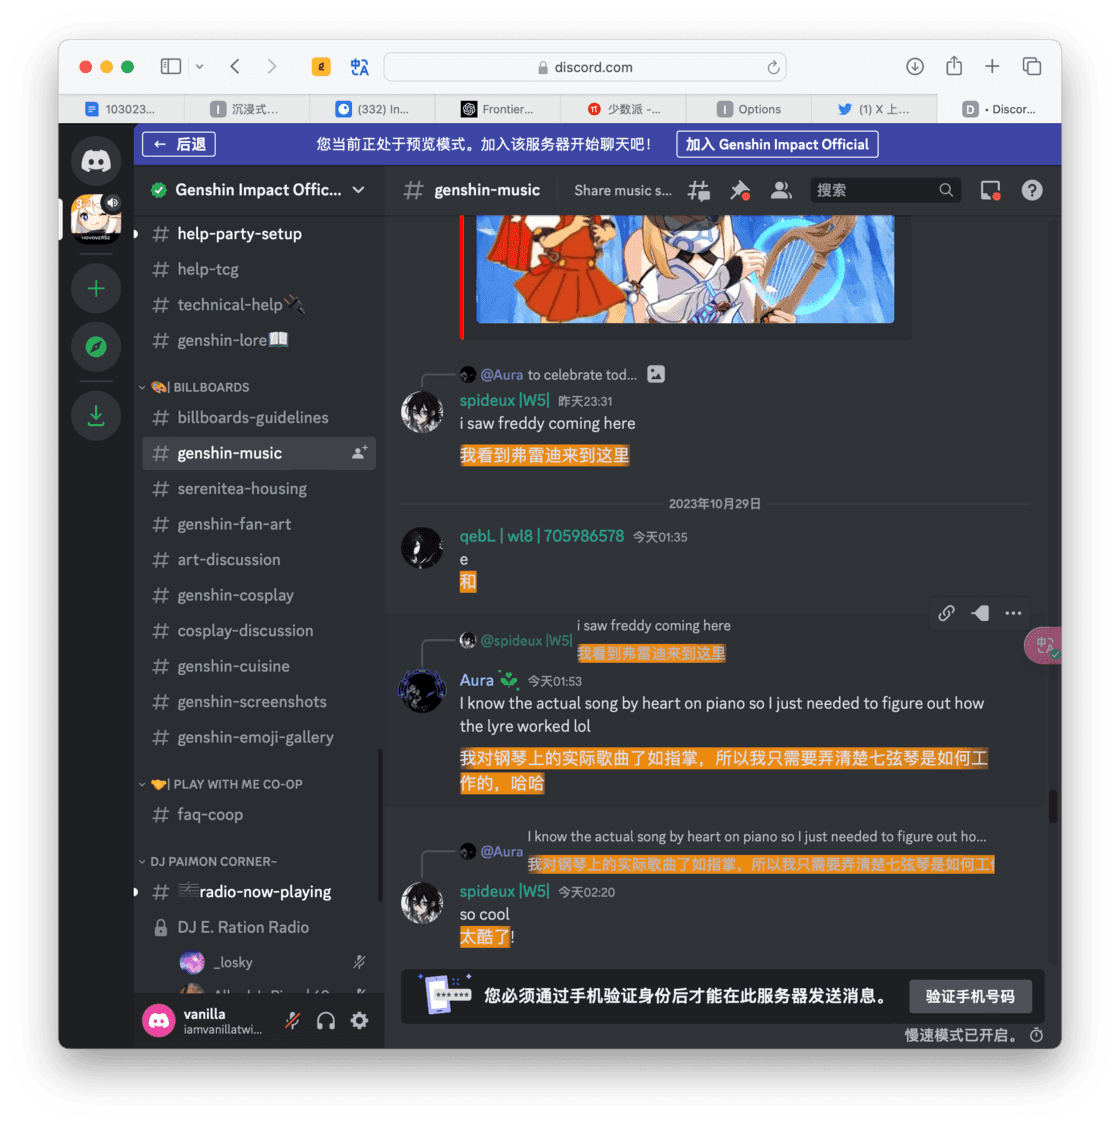 discord.com
103023...
沉浸式...
(332) In...
Frontier...
少数派 -...
Options
(1) X 上...
• Discor...
← 后退
您当前正处于预览模式。加入该服务器开始聊天吧！
加入 Genshin Impact Official
Genshin Impact Offic...
# genshin-music
Share music s...
搜索
# help-party-setup
# help-tcg
# technical-help
# genshin-lore
| BILLBOARDS
# billboards-guidelines
# genshin-music
# serenitea-housing
# genshin-fan-art
# art-discussion
# genshin-cosplay
# cosplay-discussion
# genshin-cuisine
# genshin-screenshots
# genshin-emoji-gallery
| PLAY WITH ME CO-OP
# faq-coop
DJ PAIMON CORNER~
# radio-now-playing
DJ E. Ration Radio
_losky
vanilla
iamvanillatwi...
@Aura to celebrate tod...
spideux |W5| 昨天23:31
i saw freddy coming here
我看到弗雷迪来到这里
2023年10月29日
qebL | wl8 | 705986578 今天01:35
e
和
@spideux |W5| i saw freddy coming here
我看到弗雷迪来到这里
Aura 今天01:53
I know the actual song by heart on piano so I just needed to figure out how
the lyre worked lol
我对钢琴上的实际歌曲了如指掌，所以我只需要弄清楚七弦琴是如何工
作的，哈哈
@Aura I know the actual song by heart on piano so I just needed to figure out ho...
我对钢琴上的实际歌曲了如指掌，所以我只需要弄清楚七弦琴是如何工
spideux |W5| 今天02:20
so cool
太酷了!
您必须通过手机验证身份后才能在此服务器发送消息。
验证手机号码
慢速模式已开启。